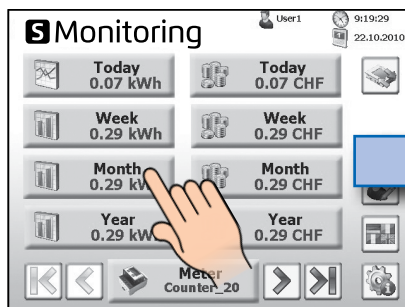 S Monitoring
User1
9:19:29
22.10.2010
Today
0.07 kWh
Today
0.07 CHF
Week
0.29 kWh
Week
0.29 CHF
Month
0.29
Month
0.29 CHF
Year
0.29
Year
0.29 CHF
Meter
Counter_20